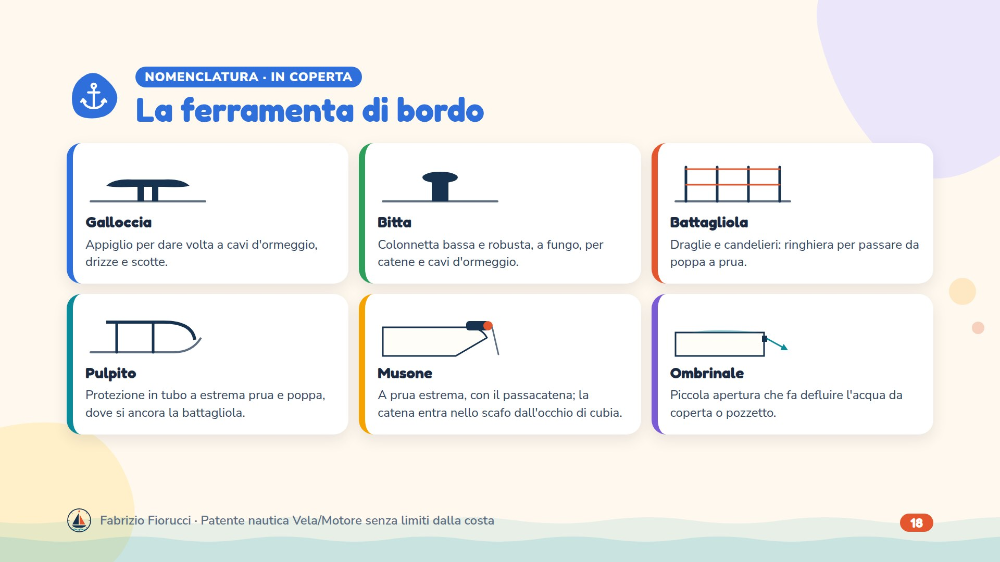 NOMENCLATURA · IN COPERTA
La ferramenta di bordo
Galloccia
Appiglio per dare volta a cavi d'ormeggio,
drizze e scotte.
Bitta
Colonnetta bassa e robusta, a fungo, per
catene e cavi d'ormeggio.
Battagliola
Draglie e candelieri: ringhiera per passare da
poppa a prua.
Pulpito
Protezione in tubo a estrema prua e poppa,
dove si ancora la battagliola.
Musone
A prua estrema, con il passacatena; la
catena entra nello scafo dall'occhio di cubia.
Ombrinale
Piccola apertura che fa defluire l'acqua da
coperta o pozzetto.
Fabrizio Fiorucci · Patente nautica Vela/Motore senza limiti dalla costa
18